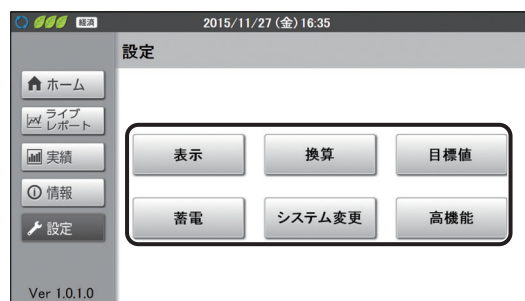 経済 2015/11/27 (金) 16:35
設定
ホーム
ライブ
レポート
実績
情報
設定
表示 換算 目標値
蓄電 システム変更 高機能
Ver 1.0.1.0